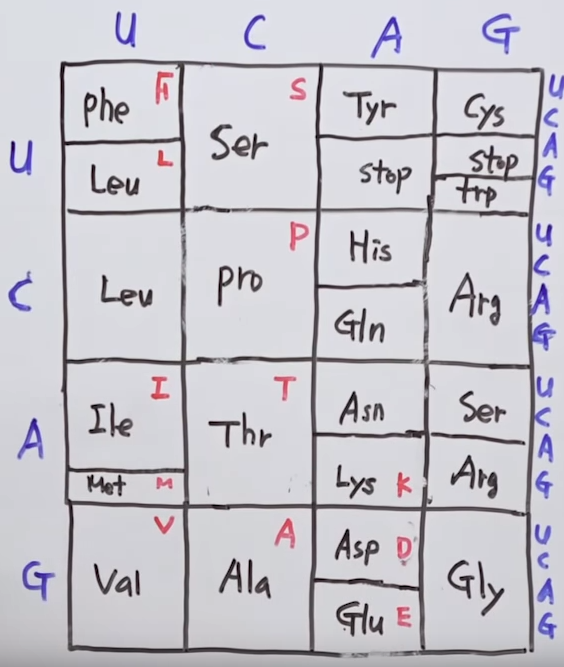 U C A G
Phe F Ser S Tyr Cys U
C
U Leu L stop stop A
trp G
C Leu Pro P His Arg U
C
Gln A
G
A Ile I Thr T Asn Ser U
C
Met M Lys K Arg A
G
G Val V Ala A Asp D Gly U
C
Glu E A
G